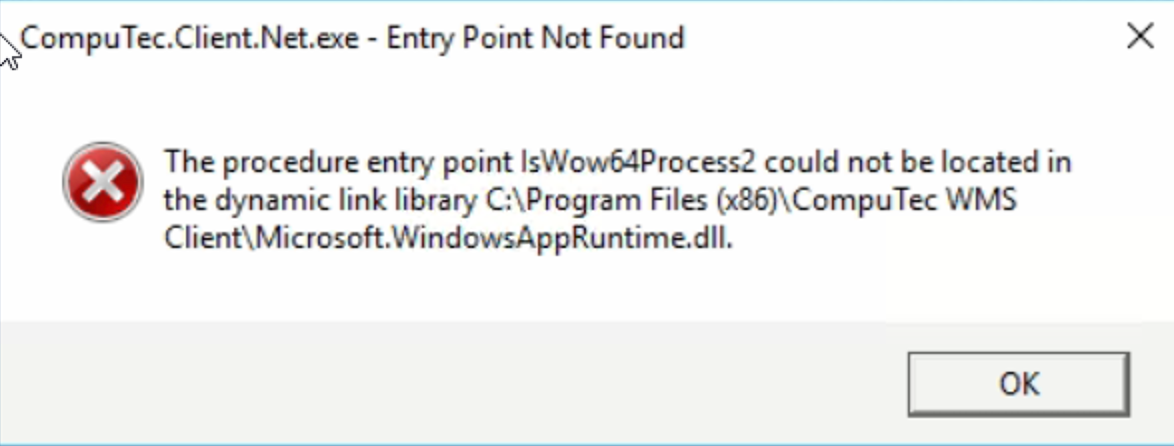 CompuTec.Client.Net.exe - Entry Point Not Found
The procedure entry point IsWow64Process2 could not be located in
the dynamic link library C:\Program Files (x86)\CompuTec WMS
Client\Microsoft.WindowsAppRuntime.dll.
OK